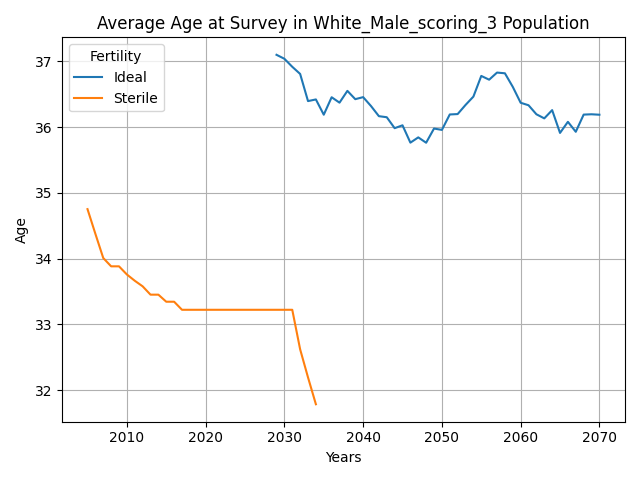 Average Age at Survey in White_Male_scoring_3 Population
Fertility
Ideal
Sterile
37
36
35
34
33
32
Age
2010 2020 2030 2040 2050 2060 2070
Years